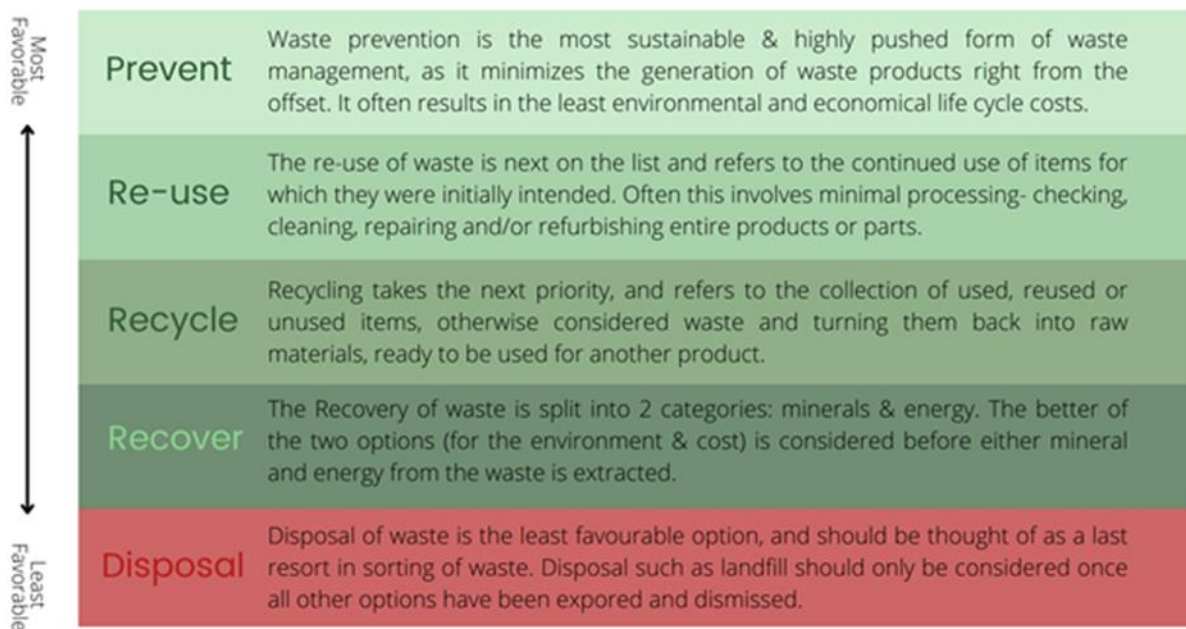 Most
Favorable
Prevent
Waste prevention is the most sustainable & highly pushed form of waste
management, as it minimizes the generation of waste products right from the
offset. It often results in the least environmental and economical life cycle costs.
Re-use
The re-use of waste is next on the list and refers to the continued use of items for
which they were initially intended. Often this involves minimal processing- checking,
cleaning, repairing and/or refurbishing entire products or parts.
Recycle
Recycling takes the next priority, and refers to the collection of used, reused or
unused items, otherwise considered waste and turning them back into raw
materials, ready to be used for another product.
Recover
The Recovery of waste is split into 2 categories: minerals & energy. The better of
the two options (for the environment & cost) is considered before either mineral
and energy from the waste is extracted.
Disposal
Disposal of waste is the least favourable option, and should be thought of as a last
resort in sorting of waste. Disposal such as landfill should only be considered once
all other options have been expored and dismissed.
Least
Favorable